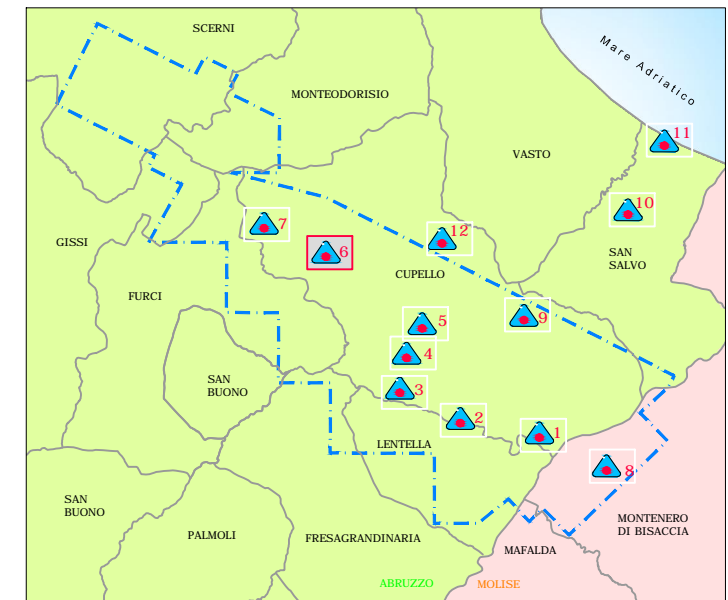 SCERNI
Mare Adriatico
MONTEODORISIO
11
VASTO
10
7
12
GISSI
6
SAN
SALVO
CUPELLO
FURCI
5
9
4
SAN
BUONO
3
2
1
LENTELLA
8
SAN
BUONO
MONTENERO
DI BISACCIA
PALMOLI
FRESAGRANDINARIA
MAFALDA
ABRUZZO
MOLISE